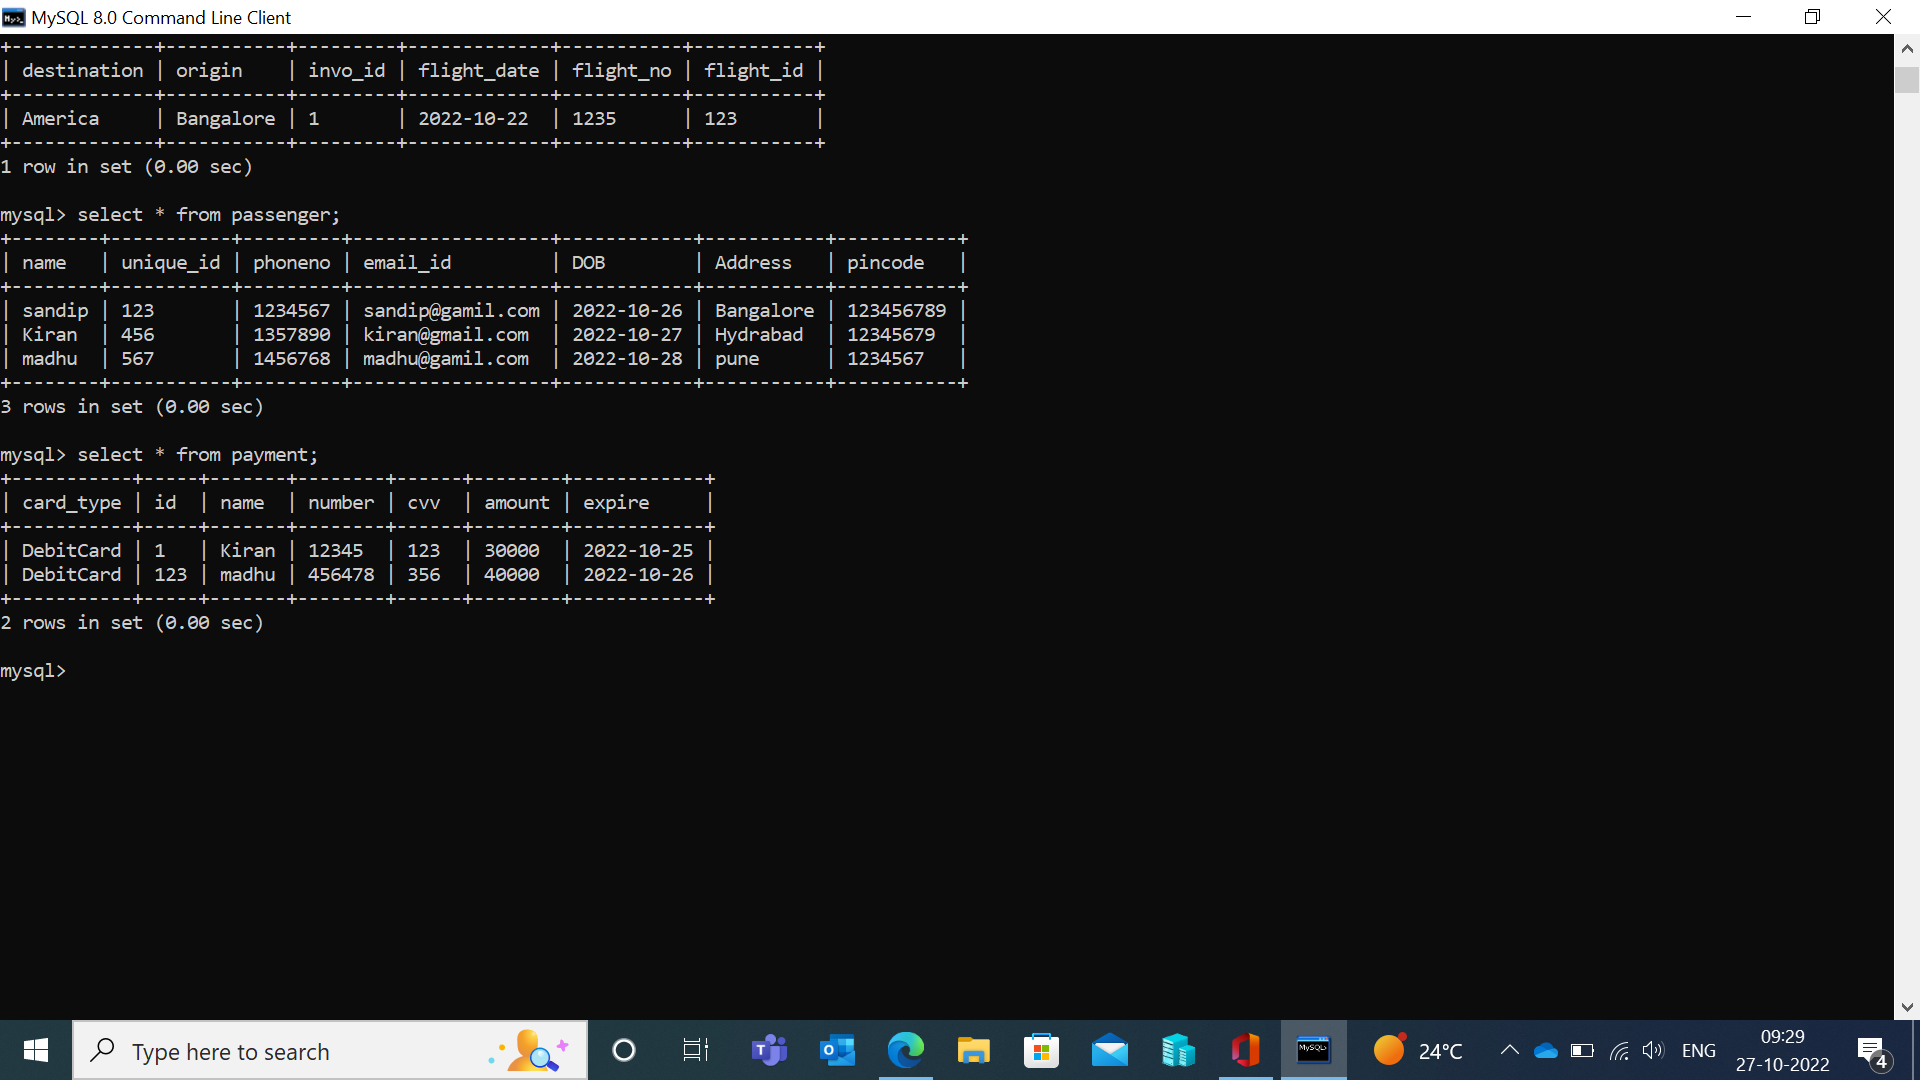 MySQL 8.0 Command Line Client
+-------------+-----------+---------+-------------+-----------+-----------+
| destination | origin    | invo_id | flight_date | flight_no | flight_id |
+-------------+-----------+---------+-------------+-----------+-----------+
| America     | Bangalore | 1       | 2022-10-22  | 1235      | 123       |
+-------------+-----------+---------+-------------+-----------+-----------+
1 row in set (0.00 sec)
mysql> select * from passenger;
+--------+-----------+---------+------------------+------------+-----------+-----------+
| name   | unique_id | phoneno | email_id         | DOB        | Address   | pincode   |
+--------+-----------+---------+------------------+------------+-----------+-----------+
| sandip | 123       | 1234567 | sandip@gamil.com | 2022-10-26 | Bangalore | 123456789 |
| Kiran  | 456       | 1357890 | kiran@gmail.com  | 2022-10-27 | Hydrabad  | 12345679  |
| madhu  | 567       | 1456768 | madhu@gamil.com  | 2022-10-28 | pune      | 1234567   |
+--------+-----------+---------+------------------+------------+-----------+-----------+
3 rows in set (0.00 sec)
mysql> select * from payment;
+-----------+-----+-------+--------+------+--------+------------+
| card_type | id  | name  | number | cvv  | amount | expire     |
+-----------+-----+-------+--------+------+--------+------------+
| DebitCard | 1   | Kiran | 12345  | 123  | 30000  | 2022-10-25 |
| DebitCard | 123 | madhu | 456478 | 356  | 40000  | 2022-10-26 |
+-----------+-----+-------+--------+------+--------+------------+
2 rows in set (0.00 sec)
mysql>
Type here to search
24°C
ENG
09:29
27-10-2022
4